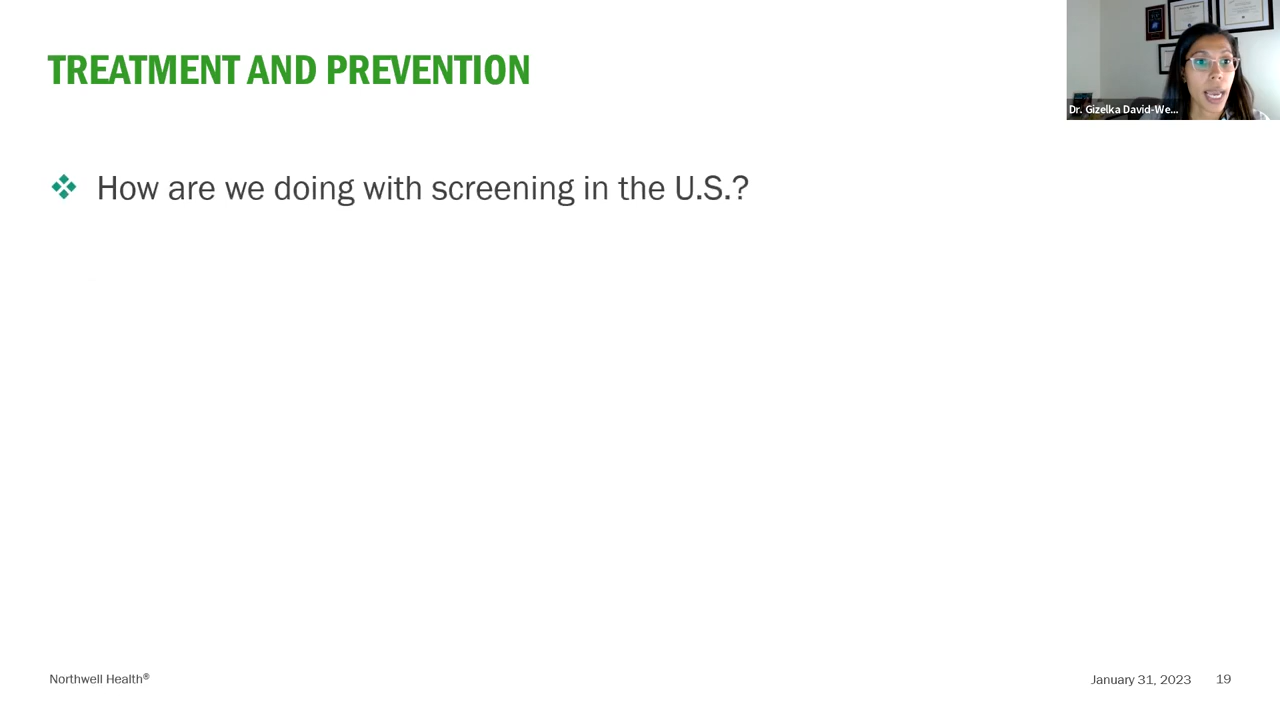 TREATMENT AND PREVENTION
Dr. Gizelka David-We...
How are we doing with screening in the U.S.?
Northwell Health®
January 31, 2023
19